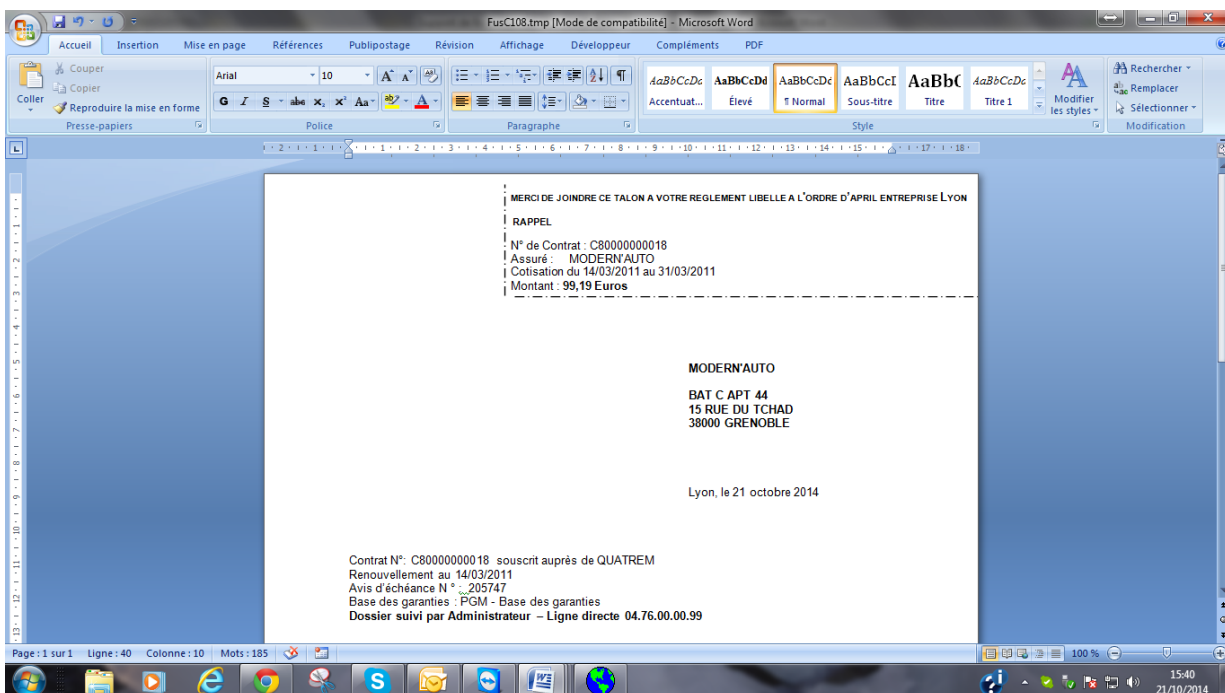 FusC108.tmp [Mode de compatibilité] - Microsoft Word
Accueil Insertion Mise en page Références Publipostage Révision Affichage Développeur Compléments PDF
Coller
Couper
Copier
Reproduire la mise en forme
Presse-papiers
Arial 10
G I S abc x₂ x² Aa
Police
Paragraphe
AaBbCcDc AaBbCcDd AaBbCcDc AaBbCcI AaBb( AaBbCcDc
Accentuat... Élevé ¶ Normal Sous-titre Titre Titre 1
Modifier les styles
Style
Rechercher
Remplacer
Sélectionner
Modification
MERCI DE JOINDRE CE TALON A VOTRE REGLEMENT LIBELLE A L'ORDRE D'APRIL ENTREPRISE LYON
RAPPEL
N° de Contrat : C80000000018
Assuré : MODERN'AUTO
Cotisation du 14/03/2011 au 31/03/2011
Montant : 99,19 Euros
MODERN'AUTO
BAT C APT 44
15 RUE DU TCHAD
38000 GRENOBLE
Lyon, le 21 octobre 2014
Contrat N°: C80000000018 souscrit auprès de QUATREM
Renouvellement au 14/03/2011
Avis d'échéance N° : 205747
Base des garanties : PGM - Base des garanties
Dossier suivi par Administrateur – Ligne directe 04.76.00.00.99
Page : 1 sur 1 Ligne : 40 Colonne : 10 Mots : 185 100 %
15:40
21/10/2014